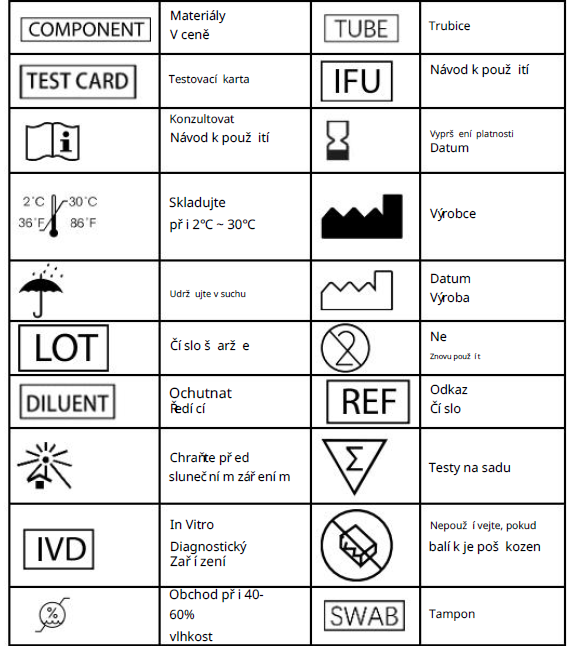 COMPONENT
Materiály
V ceně
TUBE
Trubice
TEST CARD
Testovací karta
IFU
Návod k použ ití
i
Konzultovat
Návod k použ ití
Vyprš ení platnosti
Datum
2°C 30°C
36°F 86°F
Skladujte
př i 2℃ ~ 30℃
Výrobce
Udrž ujte v suchu
Datum
Výroba
LOT
Čí slo š arž e
2
Ne
Znovu použ í t
DILUENT
Ochutnat
Ředí cí
REF
Odkaz
Čí slo
Chraňte př ed
sluneč ní m zář ení m
Σ
Testy na sadu
IVD
In Vitro
Diagnostický
Zař í zení
Nepouž í vejte, pokud
balí k je poš kozen
%
Obchod př i 40-
60%
vlhkost
SWAB
Tampon